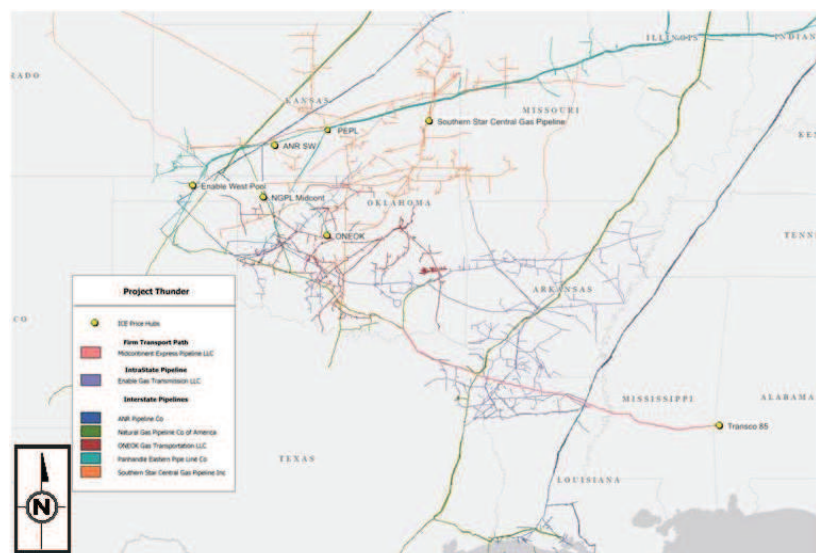 ILLINOIS
INDIAN
RADO
KANSAS
MISSOURI
Southern Star Central Gas Pipeline
PEPL
KEN
ANR SW
Enable West Pool
NGPL Midcont
OKLAHOMA
TENN
ONEOK
Project Thunder
ARKANSAS
CO
ICE Price Hubs
Firm Transport Path
Midcontinent Express Pipeline LLC
IntraState Pipeline
Enable Gas Transmission LLC
Interstate Pipelines
MISSISSIPPI
ALABAMA
ANR Pipeline Co
Transco 85
Natural Gas Pipeline Co of America
ONEOK Gas Transportation LLC
TEXAS
Panhandle Eastern Pipe Line Co
Southern Star Central Gas Pipeline Inc
LOUISIANA
N